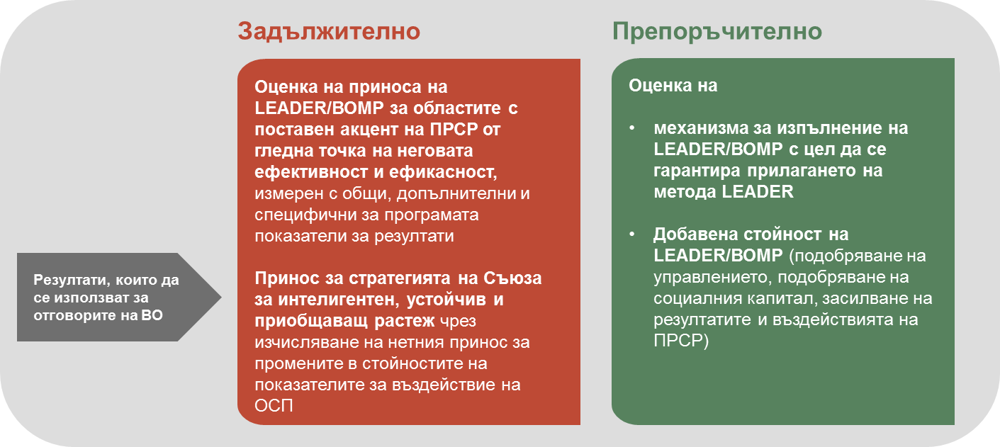 Задължително
Препоръчително
Оценка на приноса на
LEADER/ВОМР за областите с
поставен акцент на ПРСР от
гледна точка на неговата
ефективност и ефикасност,
измерен с общи, допълнителни и
специфични за програмата
показатели за резултати
Принос за стратегията на Съюза
за интелигентен, устойчив и
приобщаващ растеж чрез
изчисляване на нетния принос за
промените в стойностите на
показателите за въздействие на
ОСП
Оценка на
• механизма за изпълнение на
LEADER/ВОМР с цел да се
гарантира прилагането на
метода LEADER
• Добавена стойност на
LEADER/ВОМР (подобряване на
управлението, подобряване на
социалния капитал, засилване на
резултатите и въздействията на
ПРСР)
Резултати, които да
се използват за
отговорите на ВО